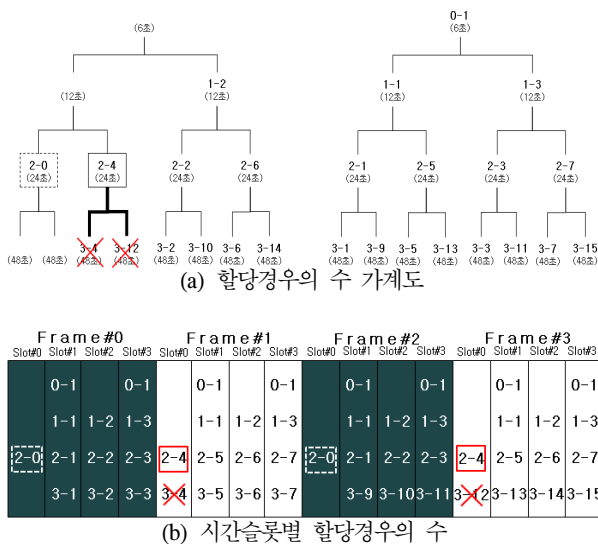 0-1
(6초) (6초)
1-2 1-1 1-3
(12초) (12초) (12초) (12초)
2-0 2-4 2-2 2-6 2-1 2-5 2-3 2-7
(24초) (24초) (24초) (24초) (24초) (24초) (24초) (24초)
3-4 3-12 3-2 3-10 3-6 3-14 3-1 3-9 3-5 3-13 3-3 3-11 3-7 3-15
(48초) (48초) (48초) (48초) (48초) (48초) (48초) (48초) (48초) (48초) (48초) (48초) (48초) (48초) (48초) (48초)
(a) 할당경우의 수 가계도
Frame#0 Frame#1 Frame#2 Frame#3
Slot#0 Slot#1 Slot#2 Slot#3 Slot#0 Slot#1 Slot#2 Slot#3 Slot#0 Slot#1 Slot#2 Slot#3 Slot#0 Slot#1 Slot#2 Slot#3
0-1 0-1 0-1 0-1 0-1 0-1 0-1 0-1
1-1 1-2 1-3 1-1 1-2 1-3 1-1 1-2 1-3 1-1 1-2 1-3
2-0 2-1 2-2 2-3 2-4 2-5 2-6 2-7 2-0 2-1 2-2 2-3 2-4 2-5 2-6 2-7
3-1 3-2 3-3 3-4 3-5 3-6 3-7 3-9 3-10 3-11 3-12 3-13 3-14 3-15
(b) 시간슬롯별 할당경우의 수